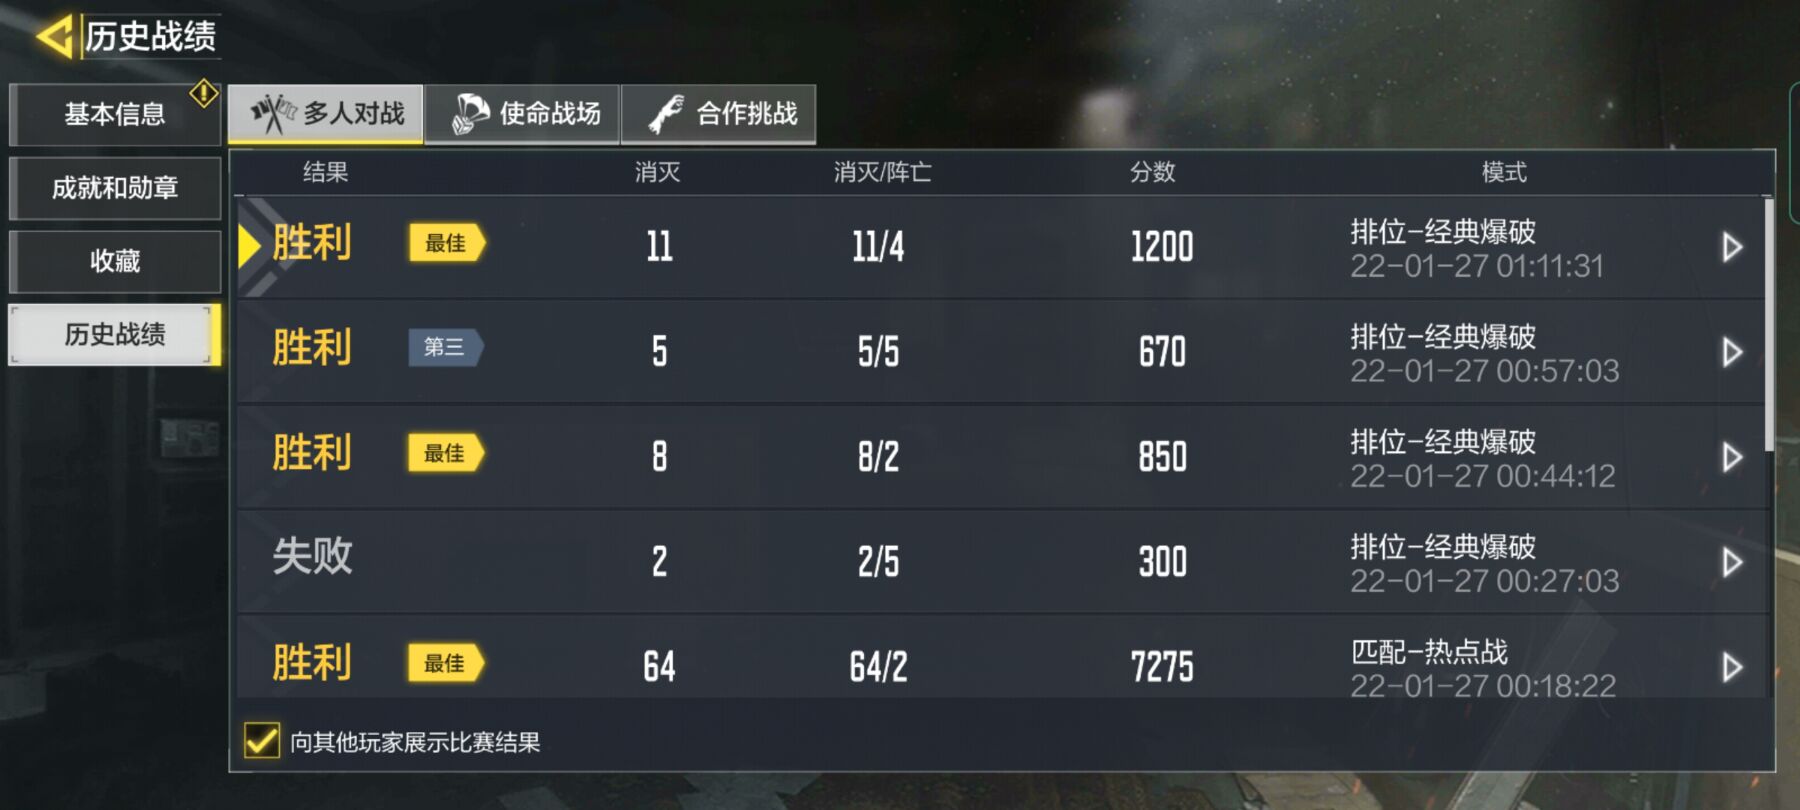 历史战绩
基本信息
成就和勋章
收藏
历史战绩
多人对战 使命战场 合作挑战
结果 消灭 消灭/阵亡 分数 模式
胜利 最佳 11 11/4 1200 排位-经典爆破
22-01-27 01:11:31
胜利 第三 5 5/5 670 排位-经典爆破
22-01-27 00:57:03
胜利 最佳 8 8/2 850 排位-经典爆破
22-01-27 00:44:12
失败 2 2/5 300 排位-经典爆破
22-01-27 00:27:03
胜利 最佳 64 64/2 7275 匹配-热点战
22-01-27 00:18:22
向其他玩家展示比赛结果